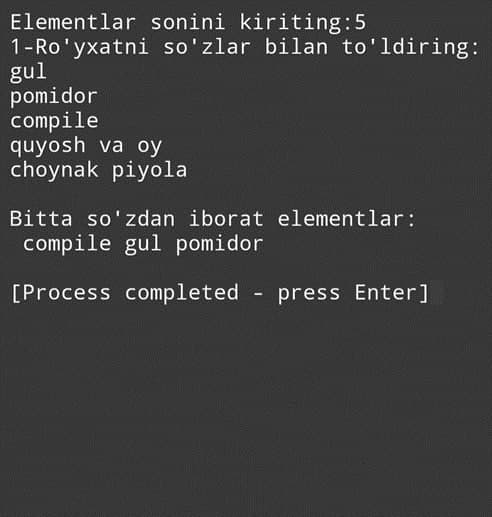 Elementlar sonini kiriting:5
1-Ro'yxatni so'zlar bilan to'ldiring:
gul
pomidor
compile
quyosh va oy
choynak piyola
Bitta so'zdan iborat elementlar:
compile gul pomidor
[Process completed - press Enter]